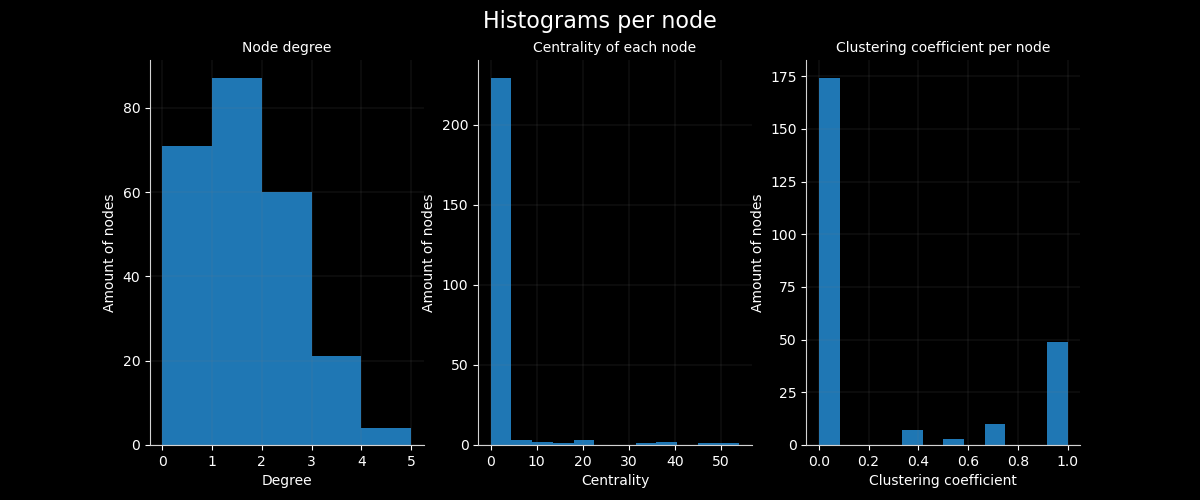 Histograms per node
Node degree
Amount of nodes
80
60
40
20
0
0 1 2 3 4 5
Degree
Centrality of each node
Amount of nodes
200
150
100
50
0
0 10 20 30 40 50
Centrality
Clustering coefficient per node
Amount of nodes
175
150
125
100
75
50
25
0
0.0 0.2 0.4 0.6 0.8 1.0
Clustering coefficient